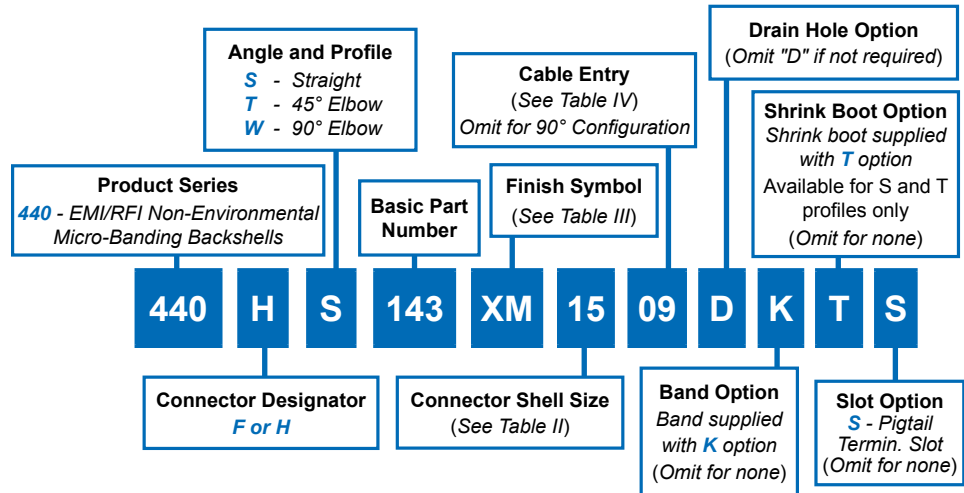 Angle and Profile
S - Straight
T - 45° Elbow
W - 90° Elbow
Cable Entry
(See Table IV)
Omit for 90° Configuration
Drain Hole Option
(Omit "D" if not required)
Product Series
440 - EMI/RFI Non-Environmental
Micro-Banding Backshells
Basic Part
Number
Finish Symbol
(See Table III)
Shrink Boot Option
Shrink boot supplied
with T option
Available for S and T
profiles only
(Omit for none)
440 H S 143 XM 15 09 D K T S
Connector Designator
F or H
Connector Shell Size
(See Table II)
Band Option
Band supplied
with K option
(Omit for none)
Slot Option
S - Pigtail
Termin. Slot
(Omit for none)